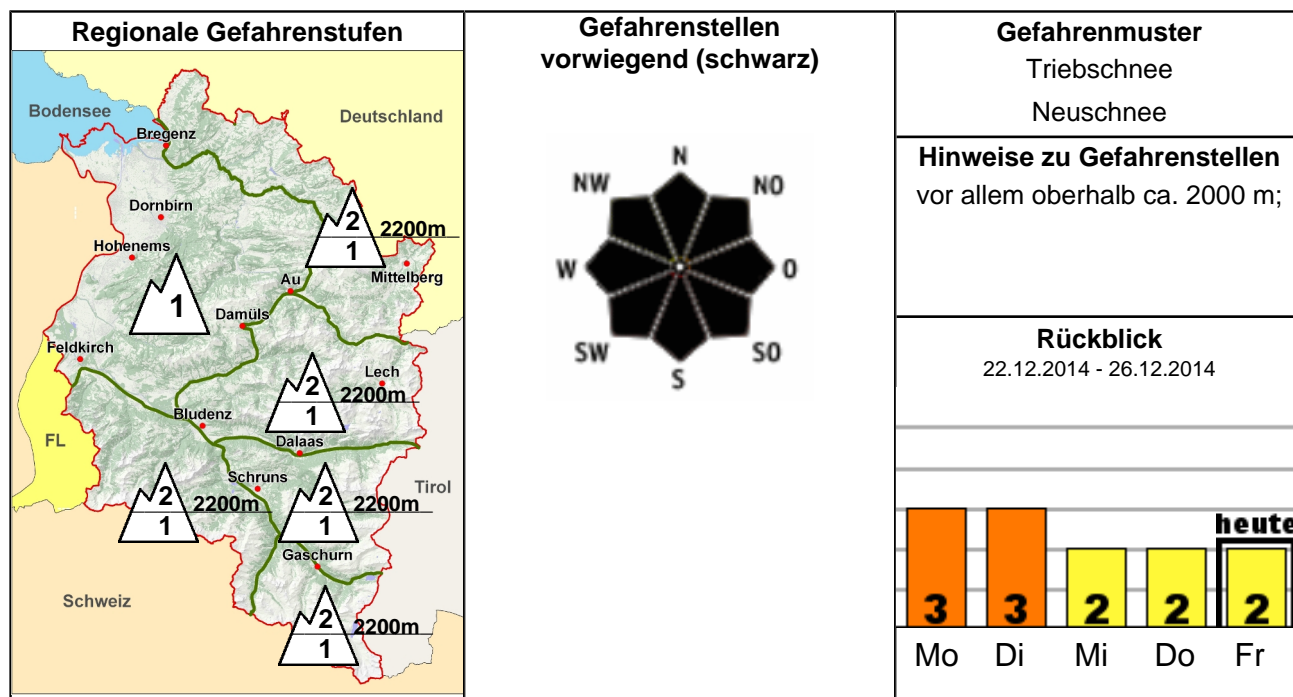 Regionale Gefahrenstufen
Bodensee
Deutschland
Bregenz
Dornbirn
2
2200m
1
Hohenems
Mittelberg
1
Au
Damüls
Feldkirch
2
Lech
2200m
1
Bludenz
FL
Dalaas
Schruns
Tirol
2
2200m
1
2
2200m
1
Gaschurn
Schweiz
2
2200m
1
Gefahrenstellen
vorwiegend (schwarz)
N
NW
NO
W
O
SW
SO
S
Gefahrenmuster
Triebschnee
Neuschnee
Hinweise zu Gefahrenstellen
vor allem oberhalb ca. 2000 m;
Rückblick
22.12.2014 - 26.12.2014
heute
3 3 2 2 2
Mo Di Mi Do Fr